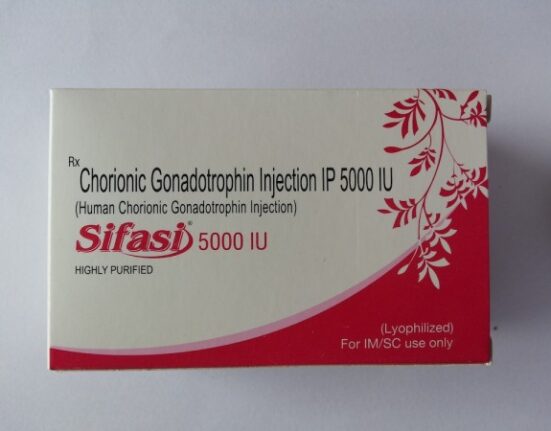 Rx
Chorionic Gonadotrophin Injection IP 5000 IU
(Human Chorionic Gonadotrophin Injection)
Sifasi® 5000 IU
HIGHLY PURIFIED
(Lyophilized)
For IM/SC use only